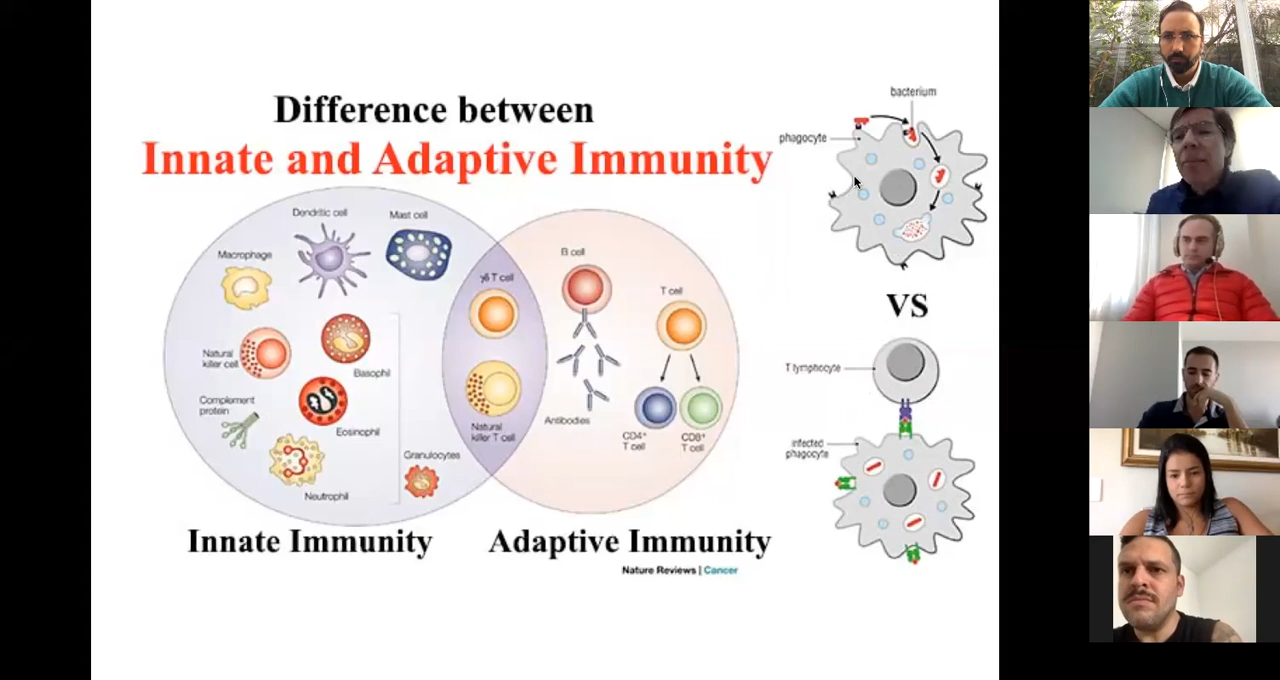 Difference between
Innate and Adaptive Immunity
Dendritic cell
Mast cell
Macrophage
Natural
killer cell
Basophil
Complement
protein
Eosinophil
Neutrophil
Granulocytes
γδ T cell
Natural
killer T cell
B cell
Antibodies
T cell
CD4+
T cell
CD8+
T cell
Innate Immunity
Adaptive Immunity
Nature Reviews | Cancer
bacterium
phagocyte
VS
T lymphocyte
infected
phagocyte